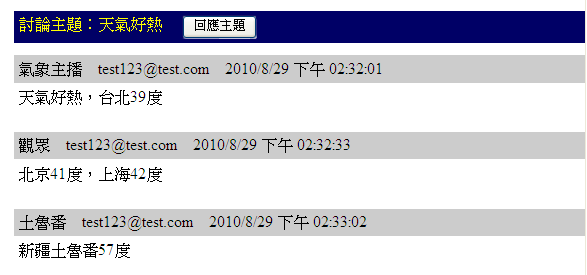 討論主題：天氣好熱 回應主題
氣象主播 test123@test.com 2010/8/29 下午 02:32:01
天氣好熱，台北39度
觀眾 test123@test.com 2010/8/29 下午 02:32:33
北京41度，上海42度
土魯番 test123@test.com 2010/8/29 下午 02:33:02
新疆土魯番57度